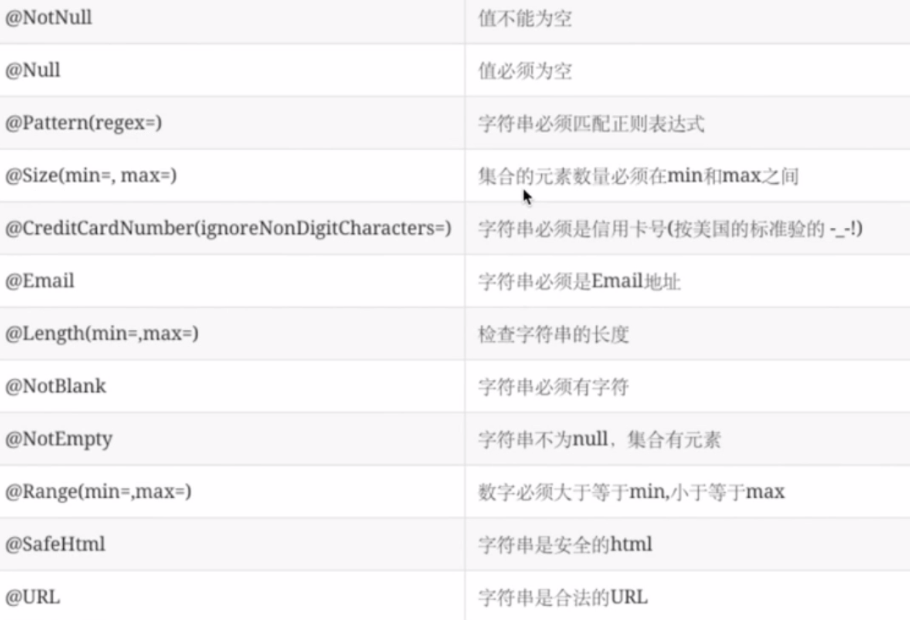 @NotNull 值不能为空
@Null 值必须为空
@Pattern(regex=) 字符串必须匹配正则表达式
@Size(min=, max=) 集合的元素数量必须在min和max之间
@CreditCardNumber(ignoreNonDigitCharacters=) 字符串必须是信用卡号(按美国的标准验的 -_-!)
@Email 字符串必须是Email地址
@Length(min=,max=) 检查字符串的长度
@NotBlank 字符串必须有字符
@NotEmpty 字符串不为null，集合有元素
@Range(min=,max=) 数字必须大于等于min,小于等于max
@SafeHtml 字符串是安全的html
@URL 字符串是合法的URL